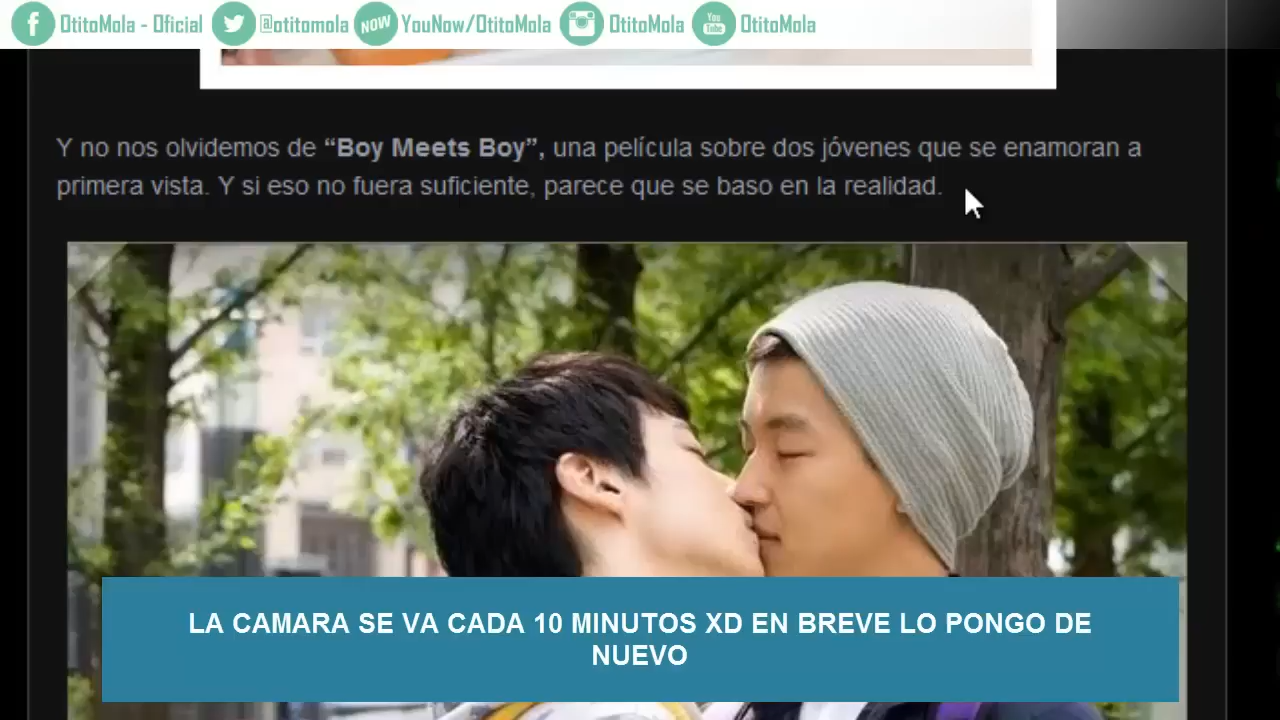 OtitoMola - Oficial @otitomola NOW YouNow/OtitoMola OtitoMola You Tube OtitoMola
Y no nos olvidemos de “Boy Meets Boy”, una película sobre dos jóvenes que se enamoran a
primera vista. Y si eso no fuera suficiente, parece que se baso en la realidad.
LA CAMARA SE VA CADA 10 MINUTOS XD EN BREVE LO PONGO DE
NUEVO